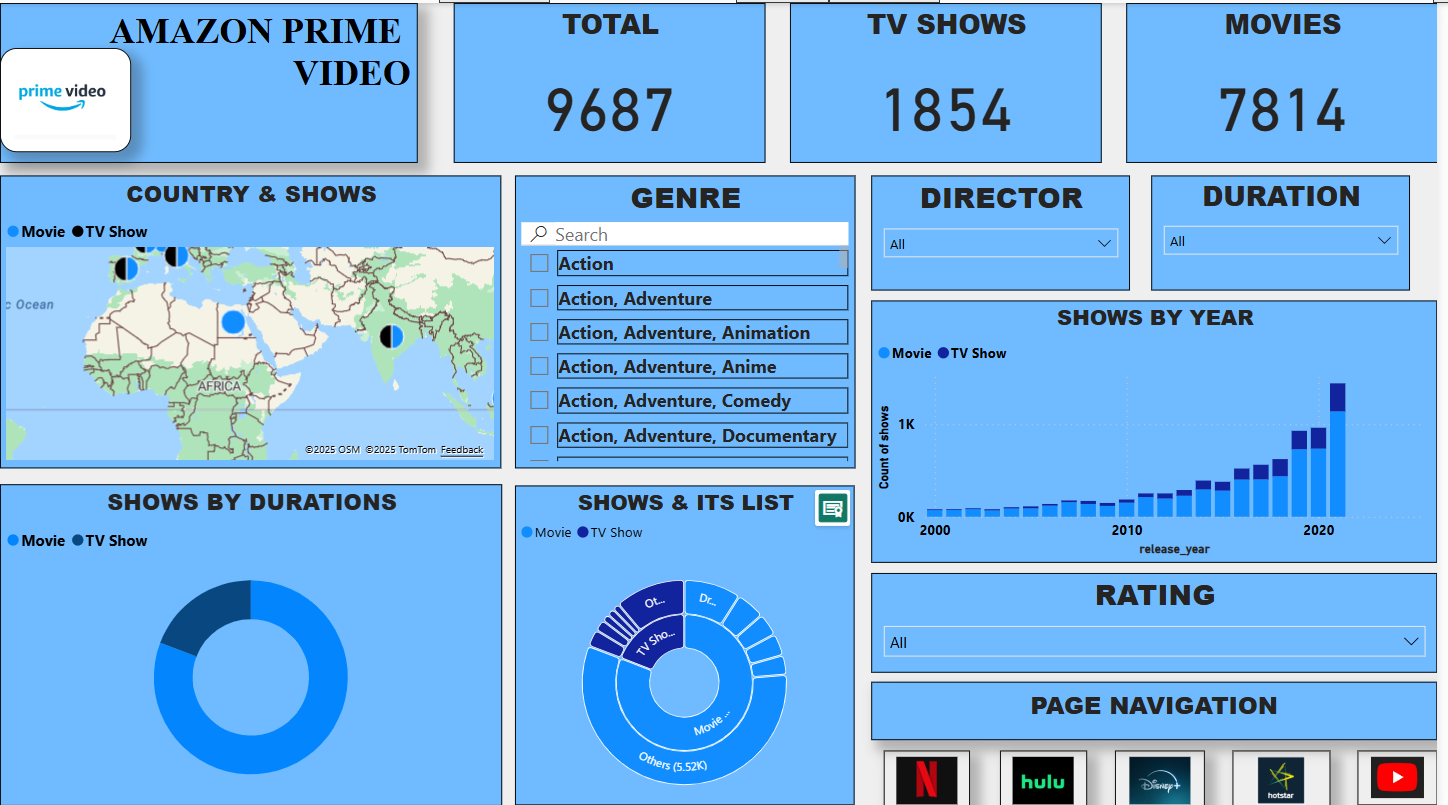 AMAZON PRIME
VIDEO
prime video
TOTAL
9687
TV SHOWS
1854
MOVIES
7814
COUNTRY & SHOWS
Movie TV Show
c Ocean
AFRICA
©2025 OSM ©2025 TomTom Feedback
GENRE
Search
Action
Action, Adventure
Action, Adventure, Animation
Action, Adventure, Anime
Action, Adventure, Comedy
Action, Adventure, Documentary
DIRECTOR
All
DURATION
All
SHOWS BY YEAR
Movie TV Show
Count of shows
1K
0K
2000 2010 2020
release_year
SHOWS BY DURATIONS
Movie TV Show
SHOWS & ITS LIST
Movie TV Show
Ot...
Dr...
TV Sho...
Movie ...
Others (5.52K)
RATING
All
PAGE NAVIGATION
N
hulu
Disney+
hotstar